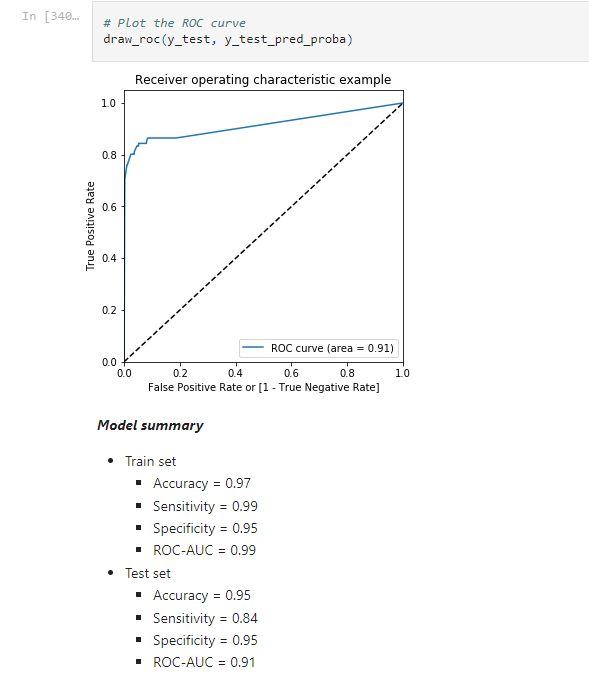 In [340…
# Plot the ROC curve
draw_roc(y_test, y_test_pred_proba)
Receiver operating characteristic example
1.0
0.8
0.6
0.4
0.2
0.0
True Positive Rate
ROC curve (area = 0.91)
0.0 0.2 0.4 0.6 0.8 1.0
False Positive Rate or [1 - True Negative Rate]
Model summary
Train set
Accuracy = 0.97
Sensitivity = 0.99
Specificity = 0.95
ROC-AUC = 0.99
Test set
Accuracy = 0.95
Sensitivity = 0.84
Specificity = 0.95
ROC-AUC = 0.91